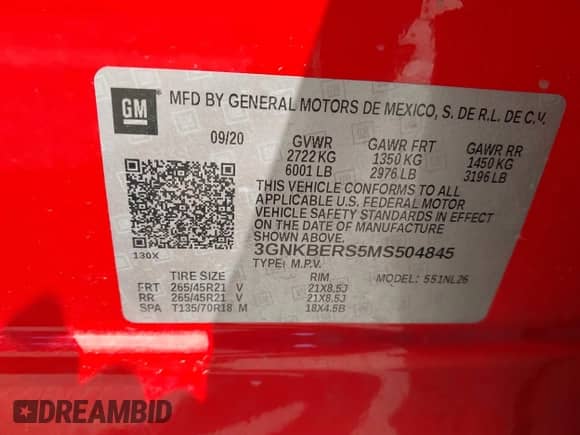 GM
MFD BY GENERAL MOTORS DE MEXICO, S. DE R.L. DE C.V.
09/20 GVWR GAWR FRT GAWR RR
2722 KG 1350 KG 1450 KG
6001 LB 2976 LB 3196 LB
THIS VEHICLE CONFORMS TO ALL
APPLICABLE U.S. FEDERAL MOTOR
VEHICLE SAFETY STANDARDS IN EFFECT
ON THE DATE OF MANUFACTURE
SHOWN ABOVE.
130X
3GNKBERS5MS504845
TYPE: M.P.V. MODEL: 551NL26
TIRE SIZE RIM
FRT 265/45R21 V 21X8.5J
RR 265/45R21 V 21X8.5J
SPA T135/70R18 M 18X4.5B
DREAMBID